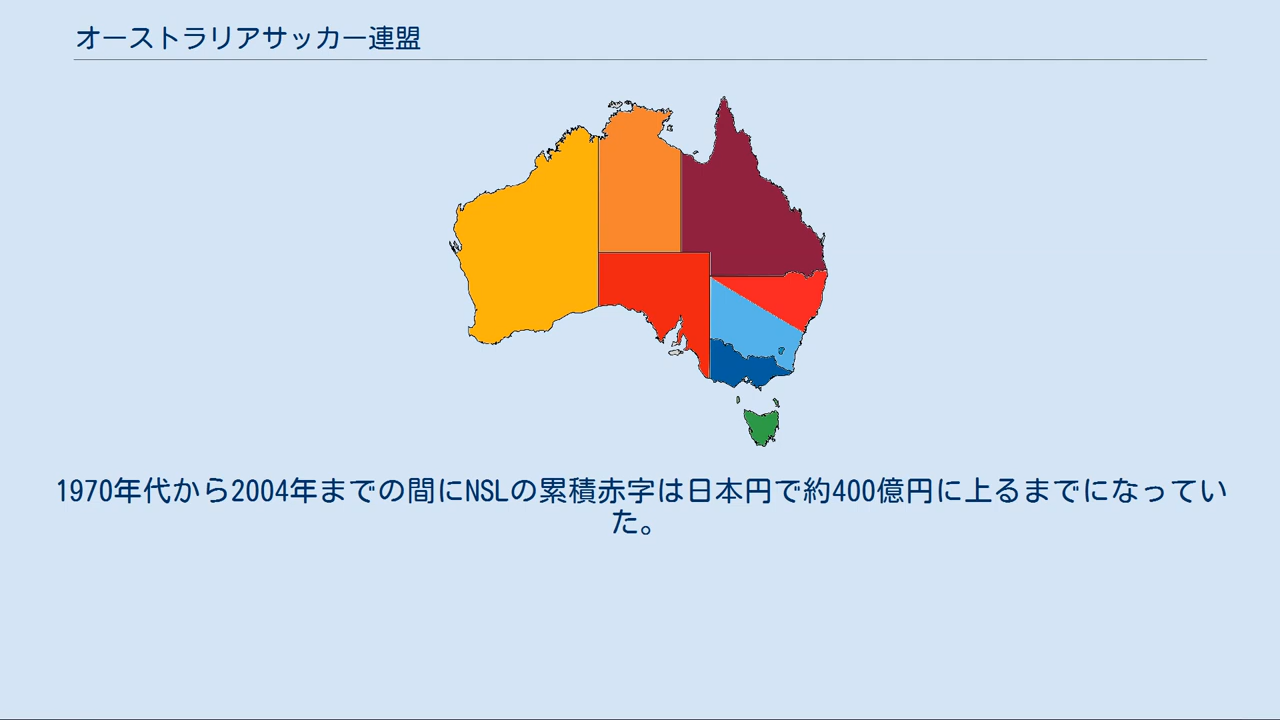 オーストラリアサッカー連盟
1970年代から2004年までの間にNSLの累積赤字は日本円で約400億円に上るまでになってい
た。